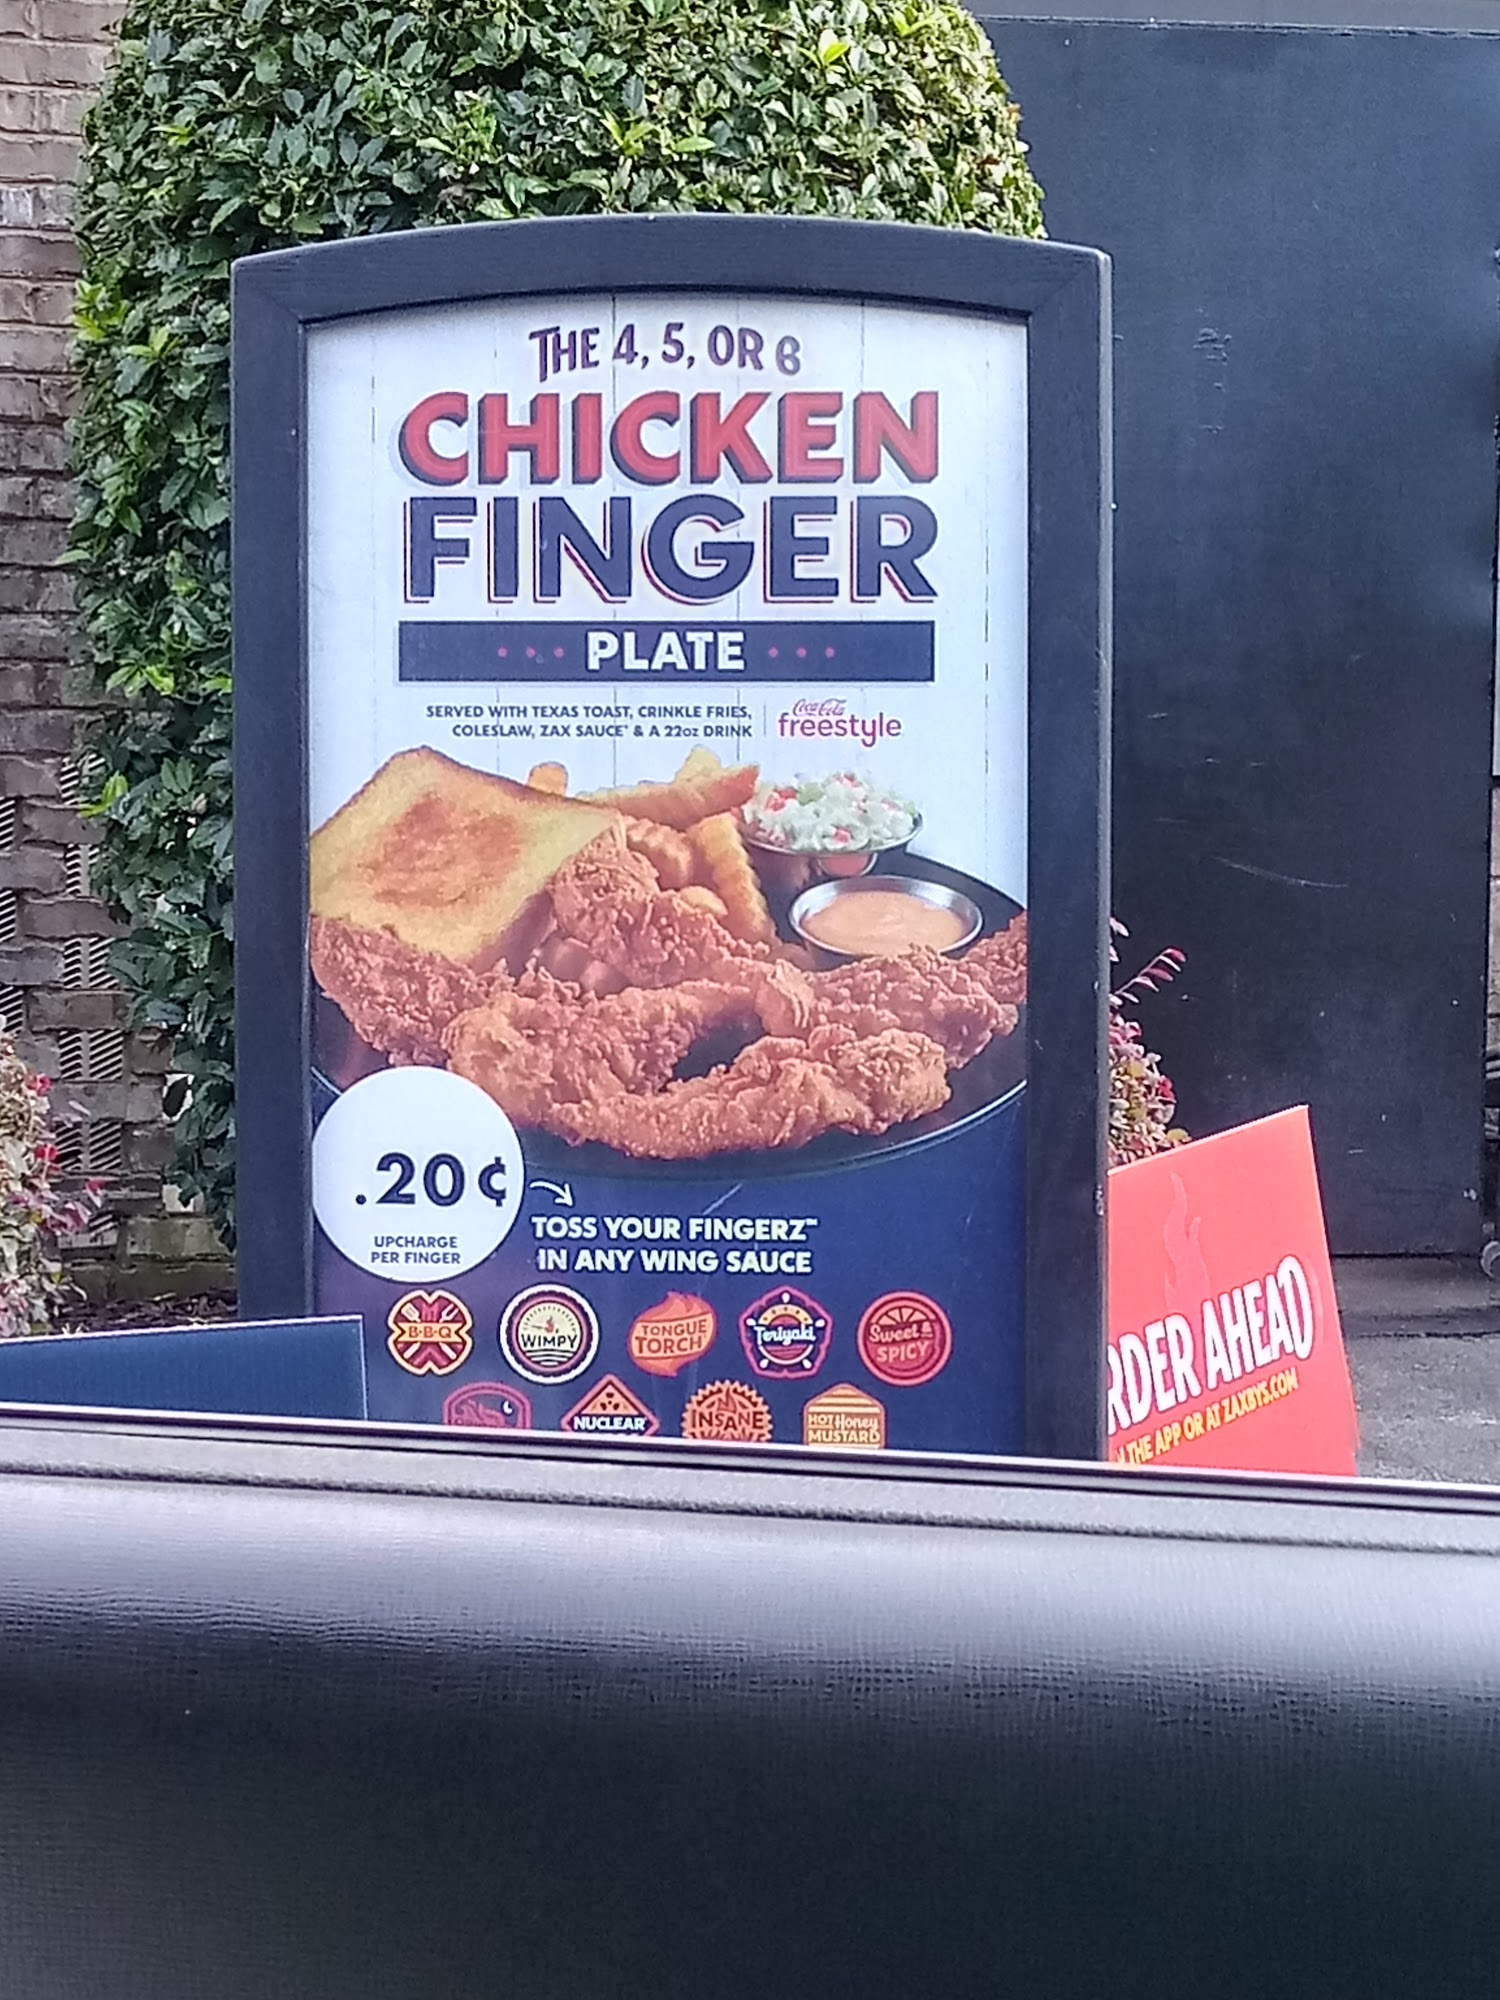 THE 4, 5, OR 6
CHICKEN
FINGER
PLATE
SERVED WITH TEXAS TOAST, CRINKLE FRIES,
COLESLAW, ZAX SAUCE* & A 22oz DRINK
Coca-Cola
freestyle
.20¢
UPCHARGE
PER FINGER
TOSS YOUR FINGERZ™
IN ANY WING SAUCE
B·B·Q
WIMPY
TONGUE
TORCH
Teriyaki
Sweet &
SPICY
NUCLEAR
INSANE
HOT Honey
MUSTARD
RDER AHEAD
THE APP OR AT ZAXBYS.COM